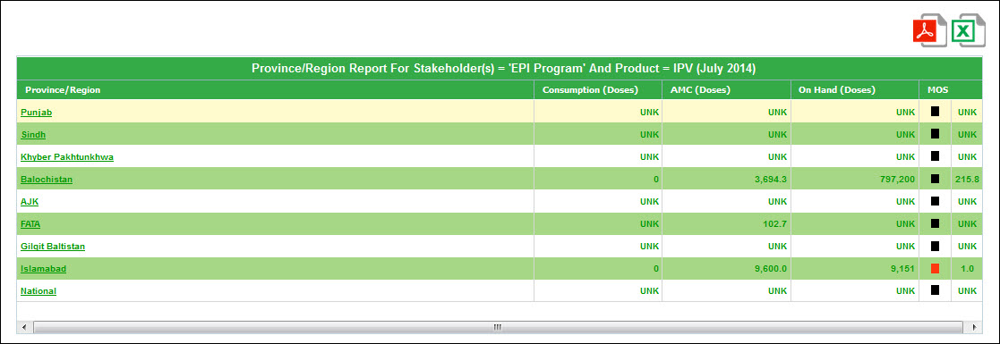 Province/Region Report For Stakeholder(s) = 'EPI Program' And Product = IPV (July 2014)
Province/Region Consumption (Doses) AMC (Doses) On Hand (Doses) MOS
Punjab UNK UNK UNK UNK
Sindh UNK UNK UNK UNK
Khyber Pakhtunkhwa UNK UNK UNK UNK
Balochistan 0 3,694.3 797,200 215.8
AJK UNK UNK UNK UNK
FATA UNK 102.7 UNK UNK
Gilgit Baltistan UNK UNK UNK UNK
Islamabad 0 9,600.0 9,151 1.0
National UNK UNK UNK UNK